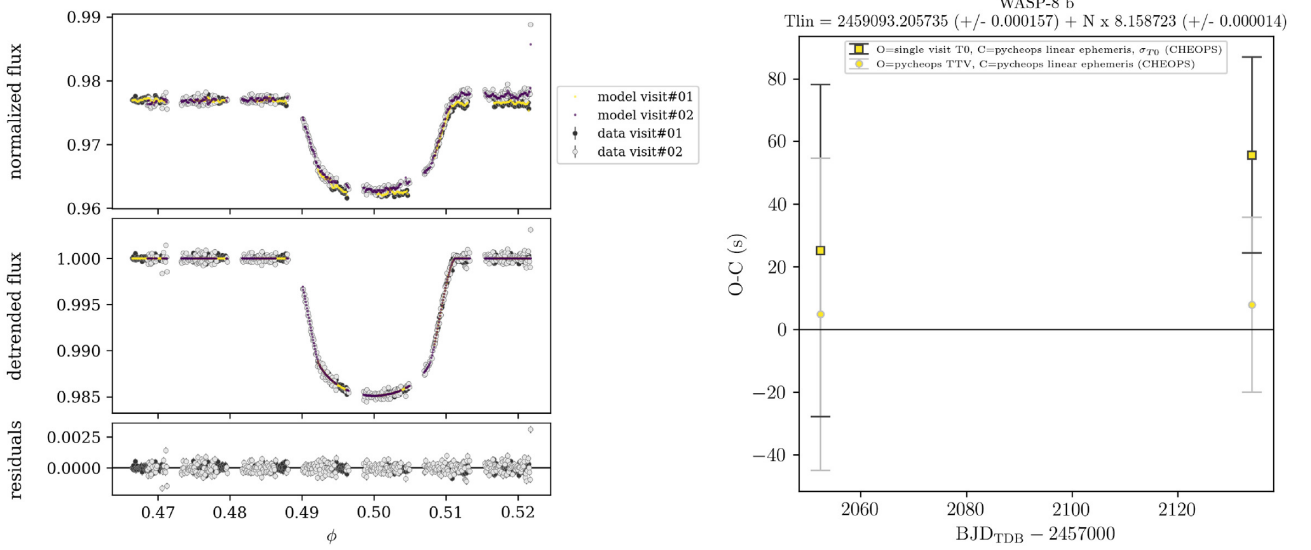 0.99
0.98
0.97
0.96
normalized flux
model visit#01
model visit#02
data visit#01
data visit#02
1.000
0.995
0.990
0.985
detrended flux
0.0025
0.0000
residuals
0.47 0.48 0.49 0.50 0.51 0.52
ϕ
WASP-8 b
Tlin = 2459093.205735 (+/- 0.000157) + N x 8.158723 (+/- 0.000014)
O=single visit T0, C=pycheops linear ephemeris, σT0 (CHEOPS)
O=pycheops TTV, C=pycheops linear ephemeris (CHEOPS)
80
60
40
20
0
−20
−40
O-C (s)
2060 2080 2100 2120
BJDTDB − 2457000